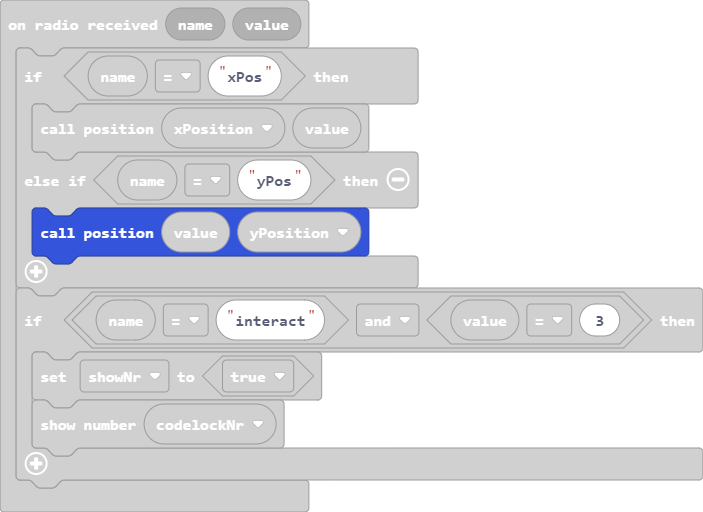 on radio received name value
if name = "xPos" then
call position xPosition value
else if name = "yPos" then
call position value yPosition
if name = "interact" and value = 3 then
set showNr to true
show number codelockNr